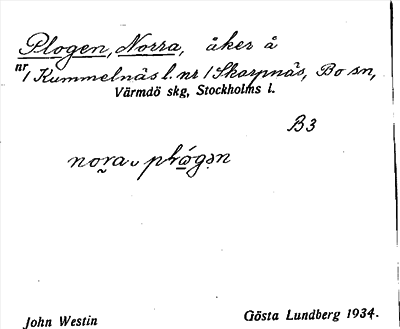 Plogen, Norra, åker å
nr 1 Kummelnäs l. nr 1 Skarpnäs, Bo sn,
Värmdö skg, Stockholms l.
B3
nora plógən
John Westin
Gösta Lundberg 1934.